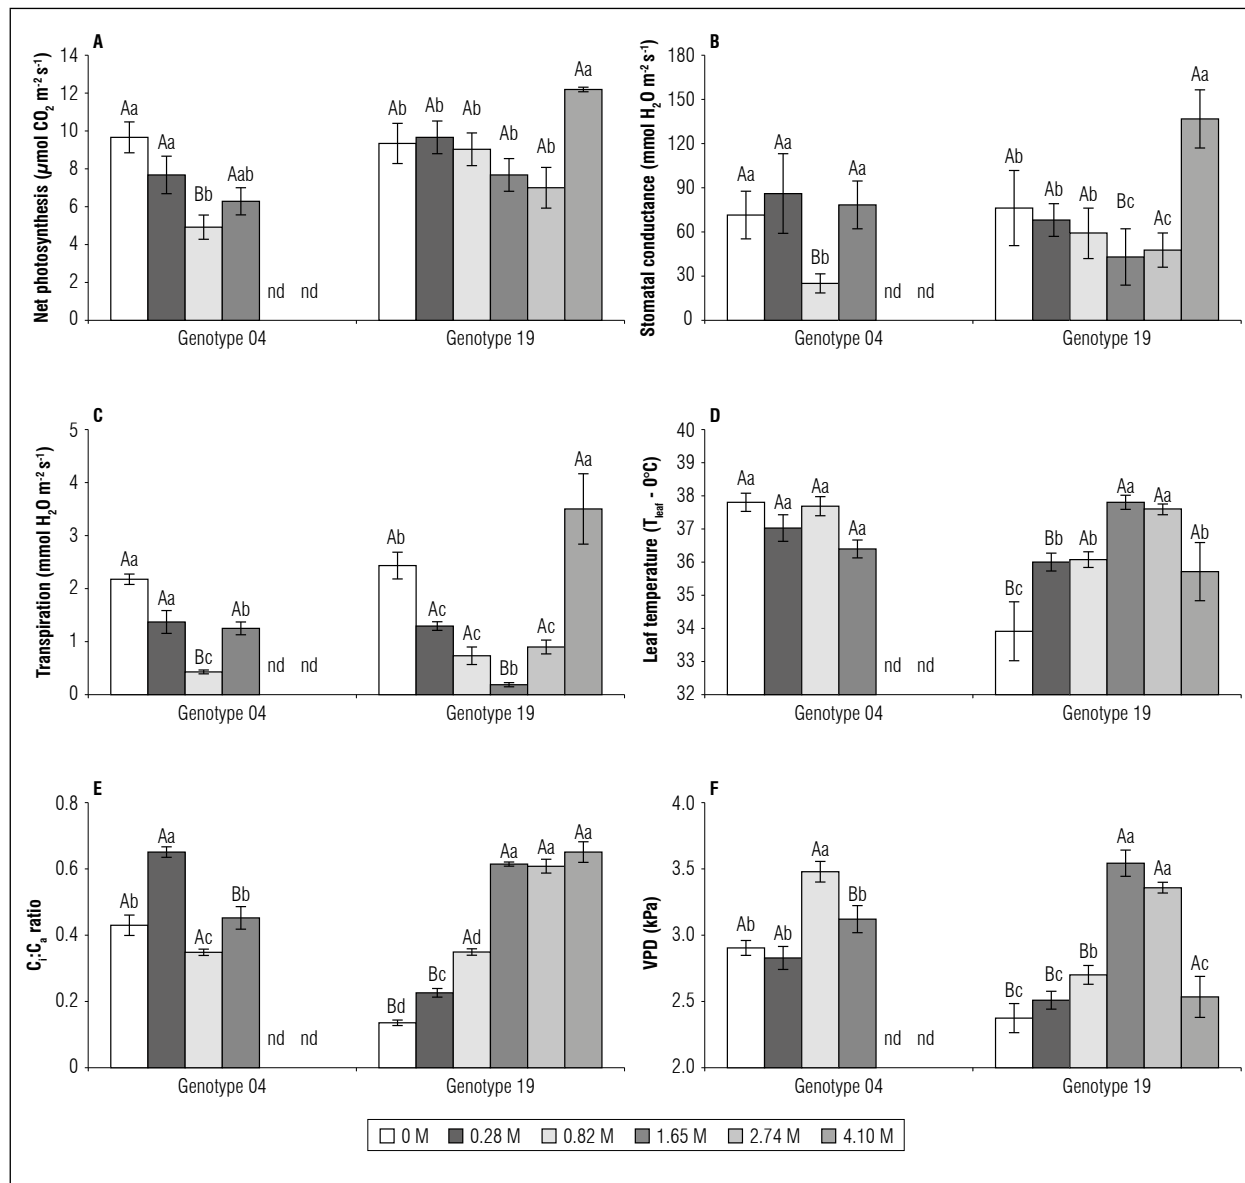 A
Net photosynthesis (µmol CO₂ m⁻² s⁻¹)
14
12
10
8
6
4
2
0
Aa
Aa
Bb
Aab
nd nd
Ab
Ab
Ab
Ab
Ab
Aa
Genotype 04
Genotype 19
B
Stomatal conductance (mmol H₂O m⁻² s⁻¹)
180
150
120
90
60
30
0
Aa
Aa
Bb
Aa
nd nd
Ab
Ab
Ab
Bc
Ac
Aa
Genotype 04
Genotype 19
C
Transpiration (mmol H₂O m⁻² s⁻¹)
5
4
3
2
1
0
Aa
Aa
Bc
Ab
nd nd
Ab
Ac
Ac
Bb
Ac
Aa
Genotype 04
Genotype 19
D
Leaf temperature (T_leaf - 0°C)
40
39
38
37
36
35
34
33
32
Aa
Aa
Aa
Aa
nd nd
Bc
Bb
Ab
Aa
Aa
Ab
Genotype 04
Genotype 19
E
Cᵢ:Cₐ ratio
0.8
0.6
0.4
0.2
0
Ab
Aa
Ac
Bb
nd nd
Bd
Bc
Ad
Aa
Aa
Aa
Genotype 04
Genotype 19
F
VPD (kPa)
4.0
3.5
3.0
2.5
2.0
Ab
Ab
Aa
Bb
nd nd
Bc
Bc
Bb
Aa
Aa
Ac
Genotype 04
Genotype 19
0 M 0.28 M 0.82 M 1.65 M 2.74 M 4.10 M